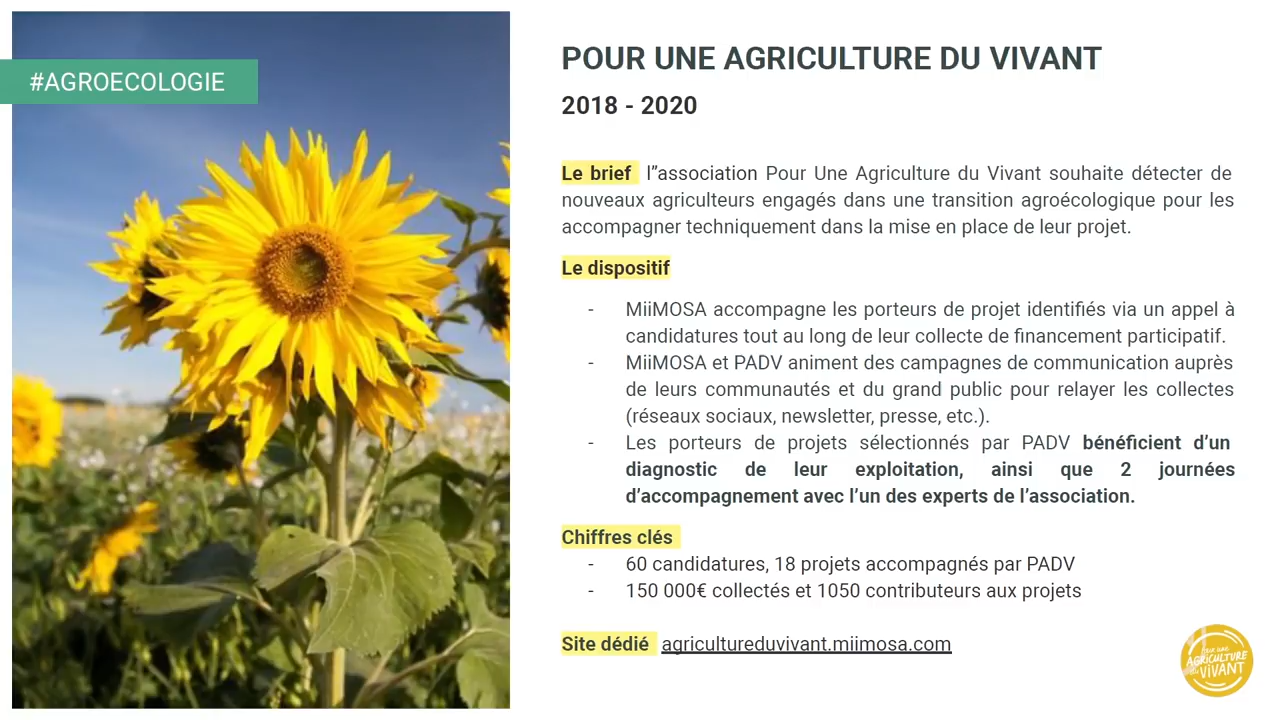 #AGROECOLOGIE
POUR UNE AGRICULTURE DU VIVANT
2018 - 2020
Le brief l”association Pour Une Agriculture du Vivant souhaite détecter de
nouveaux agriculteurs engagés dans une transition agroécologique pour les
accompagner techniquement dans la mise en place de leur projet.
Le dispositif
- MiiMOSA accompagne les porteurs de projet identifiés via un appel à
candidatures tout au long de leur collecte de financement participatif.
- MiiMOSA et PADV animent des campagnes de communication auprès
de leurs communautés et du grand public pour relayer les collectes
(réseaux sociaux, newsletter, presse, etc.).
- Les porteurs de projets sélectionnés par PADV bénéficient d’un
diagnostic de leur exploitation, ainsi que 2 journées
d’accompagnement avec l’un des experts de l’association.
Chiffres clés
- 60 candidatures, 18 projets accompagnés par PADV
- 150 000€ collectés et 1050 contributeurs aux projets
Site dédié agricultureduvivant.miimosa.com
Pour une
AGRICULTURE
du VIVANT